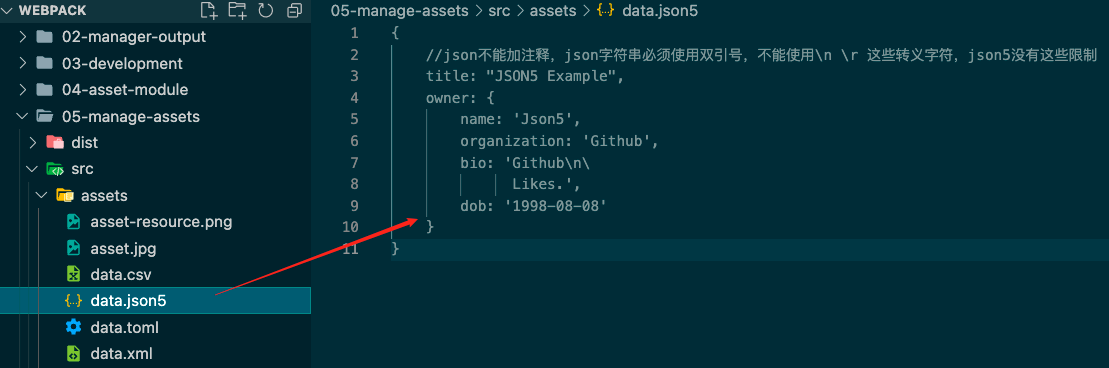 WEBPACK
02-manager-output
03-development
04-asset-module
05-manage-assets
dist
src
assets
asset-resource.png
asset.jpg
data.csv
{..} data.json5
data.toml
data.xml
05-manage-assets > src > assets > {..} data.json5
1 {
2 //json不能加注释，json字符串必须使用双引号，不能使用\n \r 这些转义字符，json5没有这些限制
3 title: "JSON5 Example",
4 owner: {
5 name: 'Json5',
6 organization: 'Github',
7 bio: 'Github\n\
8 Likes.',
9 dob: '1998-08-08'
10 }
11 }